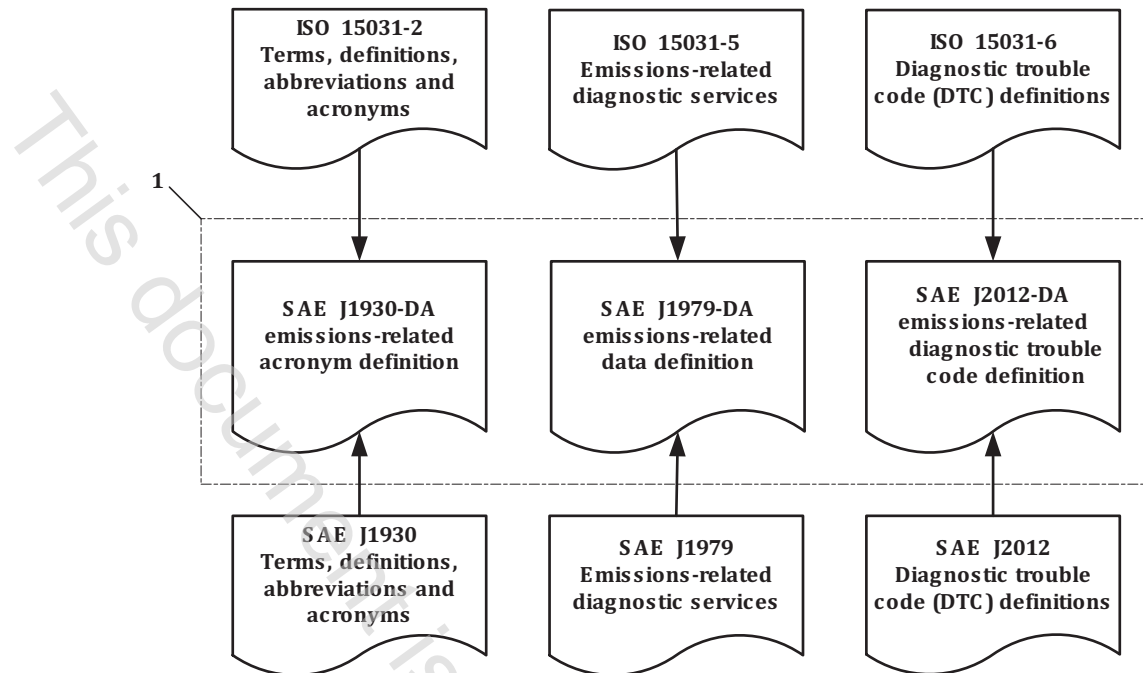 ISO 15031-2
Terms, definitions,
abbreviations and
acronyms
ISO 15031-5
Emissions-related
diagnostic services
ISO 15031-6
Diagnostic trouble
code (DTC) definitions
1
SAE J1930-DA
emissions-related
acronym definition
SAE J1979-DA
emissions-related
data definition
SAE J2012-DA
emissions-related
diagnostic trouble
code definition
SAE J1930
Terms, definitions,
abbreviations and
acronyms
SAE J1979
Emissions-related
diagnostic services
SAE J2012
Diagnostic trouble
code (DTC) definitions
This document is